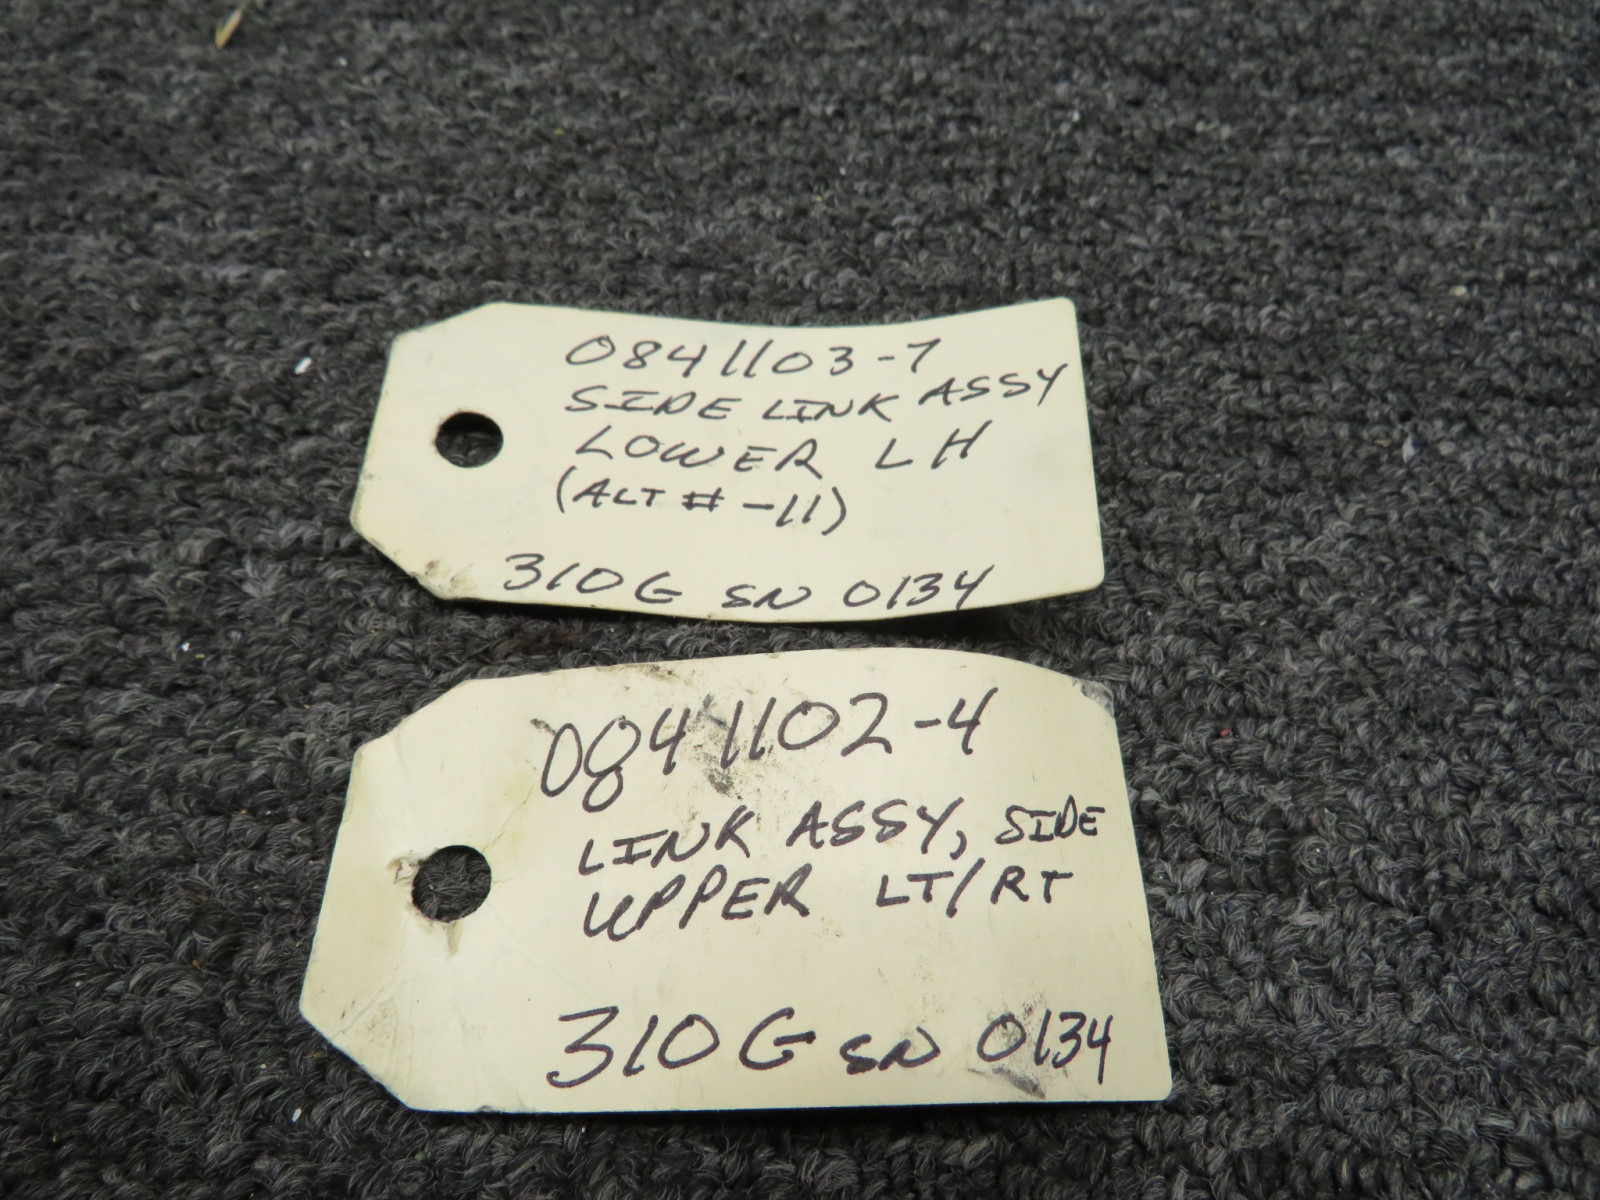 0841103-7
SIDE LINK ASSY
LOWER LH
(ALT # -11)
310G SN 0134
0841102-4
LINK ASSY, SIDE
UPPER LT/RT
310G SN 0134